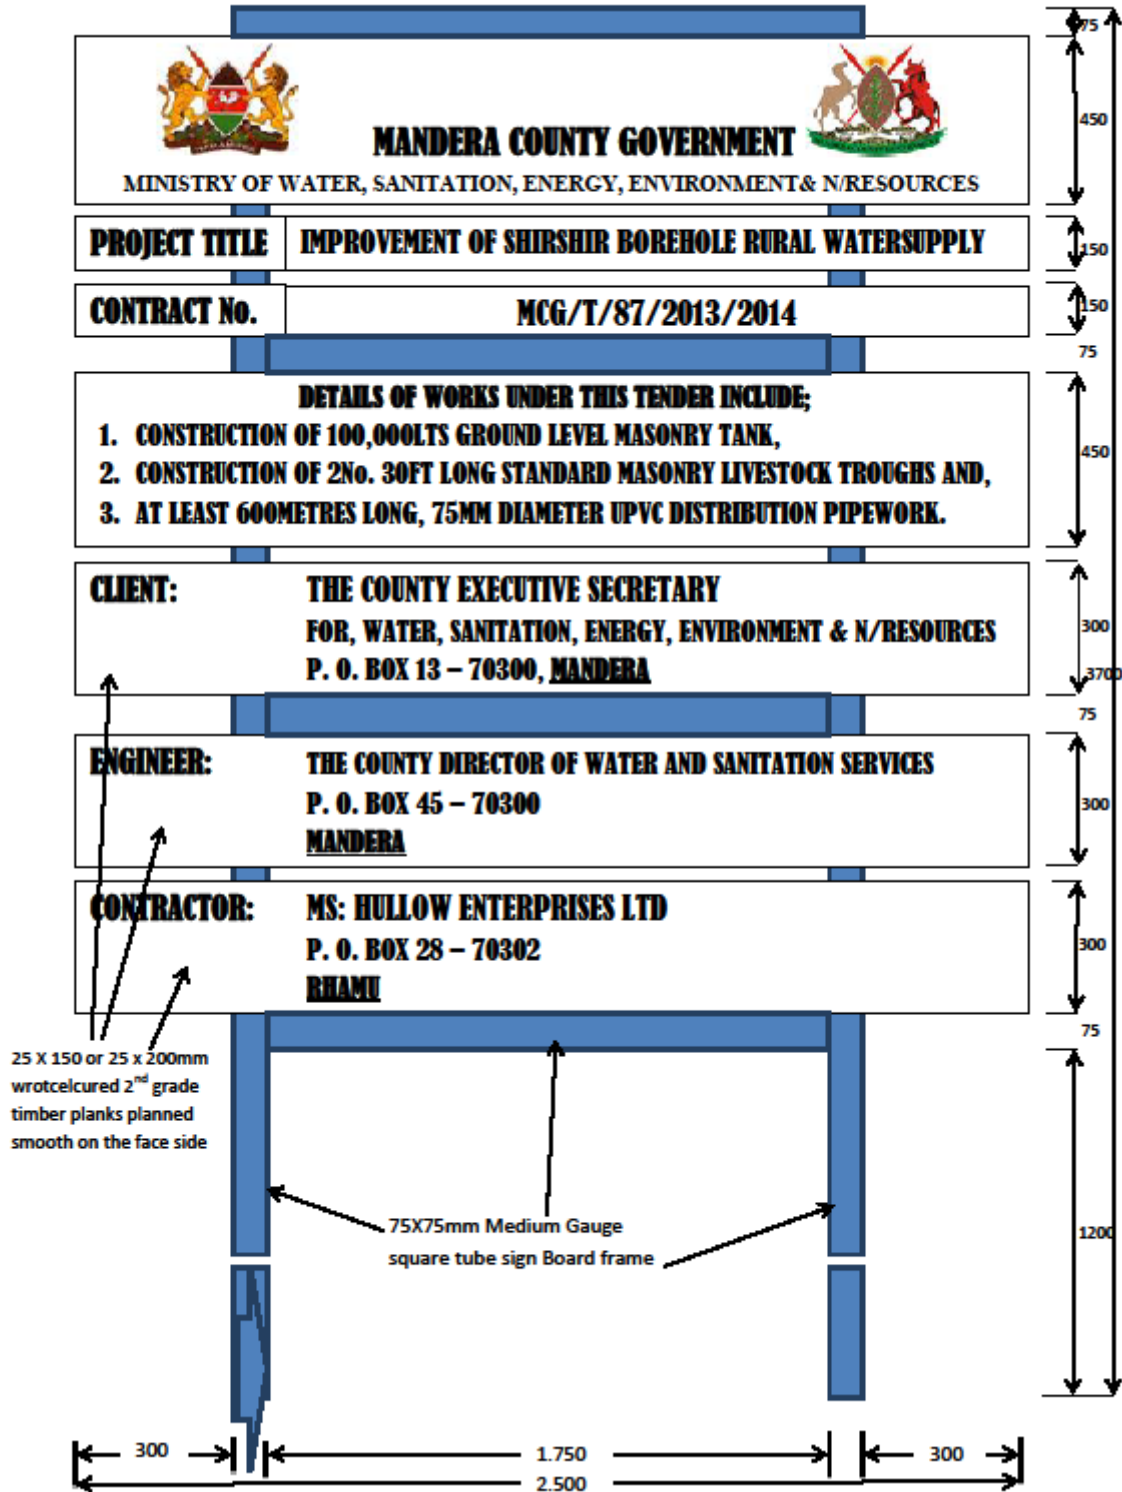 75
450
MANDERA COUNTY GOVERNMENT
MINISTRY OF WATER, SANITATION, ENERGY, ENVIRONMENT& N/RESOURCES
PROJECT TITLE IMPROVEMENT OF SHIRSHIR BOREHOLE RURAL WATERSUPPLY
150
CONTRACT No. MCG/T/87/2013/2014
150
75
DETAILS OF WORKS UNDER THIS TENDER INCLUDE;
1. CONSTRUCTION OF 100,000LTS GROUND LEVEL MASONRY TANK,
2. CONSTRUCTION OF 2No. 30FT LONG STANDARD MASONRY LIVESTOCK TROUGHS AND,
3. AT LEAST 600METRES LONG, 75MM DIAMETER UPVC DISTRIBUTION PIPEWORK.
450
CLIENT: THE COUNTY EXECUTIVE SECRETARY
FOR, WATER, SANITATION, ENERGY, ENVIRONMENT & N/RESOURCES
P. O. BOX 13 – 70300, MANDERA
300
3700
75
ENGINEER: THE COUNTY DIRECTOR OF WATER AND SANITATION SERVICES
P. O. BOX 45 – 70300
MANDERA
300
CONTRACTOR: MS: HULLOW ENTERPRISES LTD
P. O. BOX 28 – 70302
RHAMU
300
75
25 X 150 or 25 x 200mm
wrotcelcured 2nd grade
timber planks planned
smooth on the face side
75X75mm Medium Gauge
square tube sign Board frame
1200
300 1.750 300
2.500